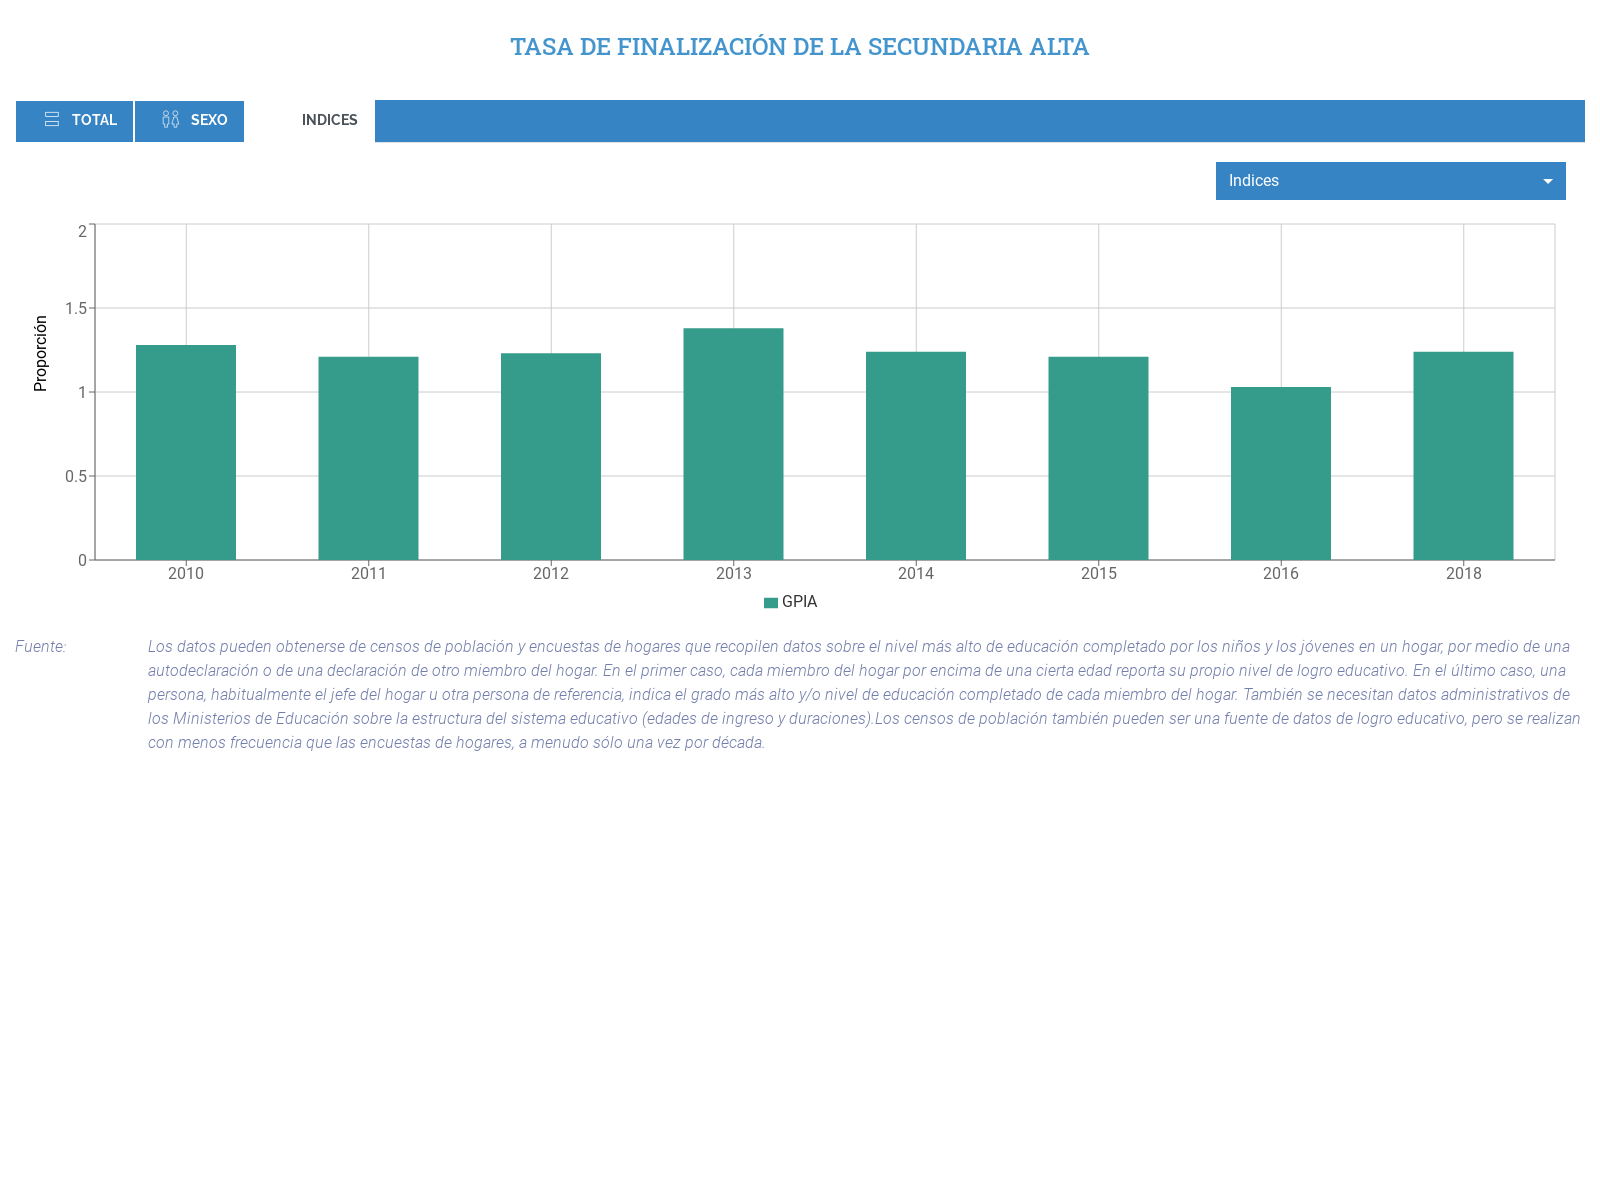 TASA DE FINALIZACIÓN DE LA SECUNDARIA ALTA
TOTAL SEXO INDICES
Indices
Proporción
2
1.5
1
0.5
0
2010 2011 2012 2013 2014 2015 2016 2018
GPIA
Fuente: Los datos pueden obtenerse de censos de población y encuestas de hogares que recopilen datos sobre el nivel más alto de educación completado por los niños y los jóvenes en un hogar, por medio de una
autodeclaración o de una declaración de otro miembro del hogar. En el primer caso, cada miembro del hogar por encima de una cierta edad reporta su propio nivel de logro educativo. En el último caso, una
persona, habitualmente el jefe del hogar u otra persona de referencia, indica el grado más alto y/o nivel de educación completado de cada miembro del hogar. También se necesitan datos administrativos de
los Ministerios de Educación sobre la estructura del sistema educativo (edades de ingreso y duraciones).Los censos de población también pueden ser una fuente de datos de logro educativo, pero se realizan
con menos frecuencia que las encuestas de hogares, a menudo sólo una vez por década.